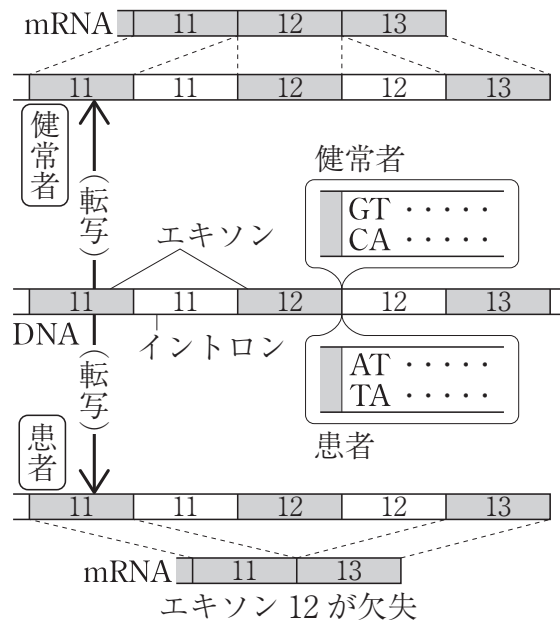 mRNA 11 12 13
11 11 12 12 13
健常者
(転写)
健常者
GT ・・・・・
CA ・・・・・
エキソン
11 11 12 12 13
DNA
イントロン
(転写)
AT ・・・・・
TA ・・・・・
患者
患者
11 11 12 12 13
mRNA 11 13
エキソン 12 が欠失